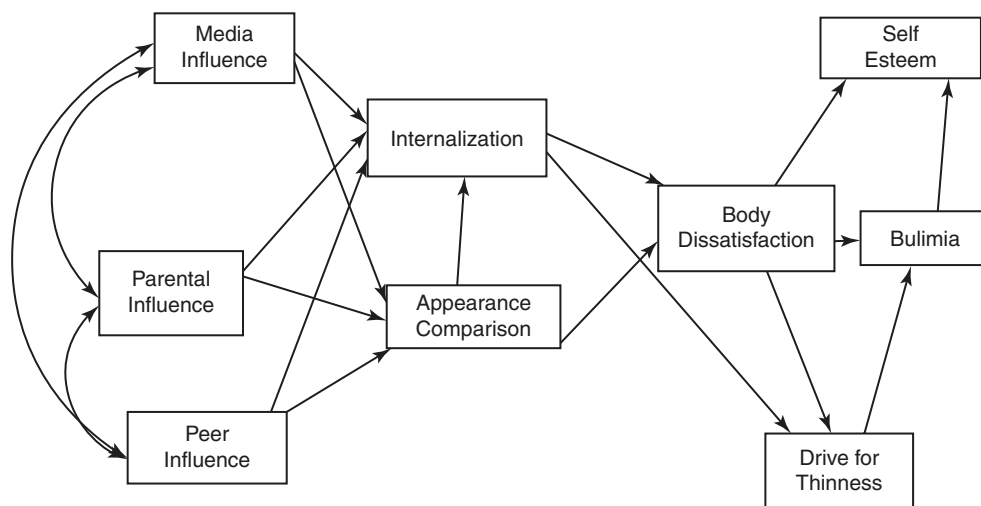 Media
Influence
Self
Esteem
Internalization
Body
Dissatisfaction
Bulimia
Parental
Influence
Appearance
Comparison
Peer
Influence
Drive for
Thinness